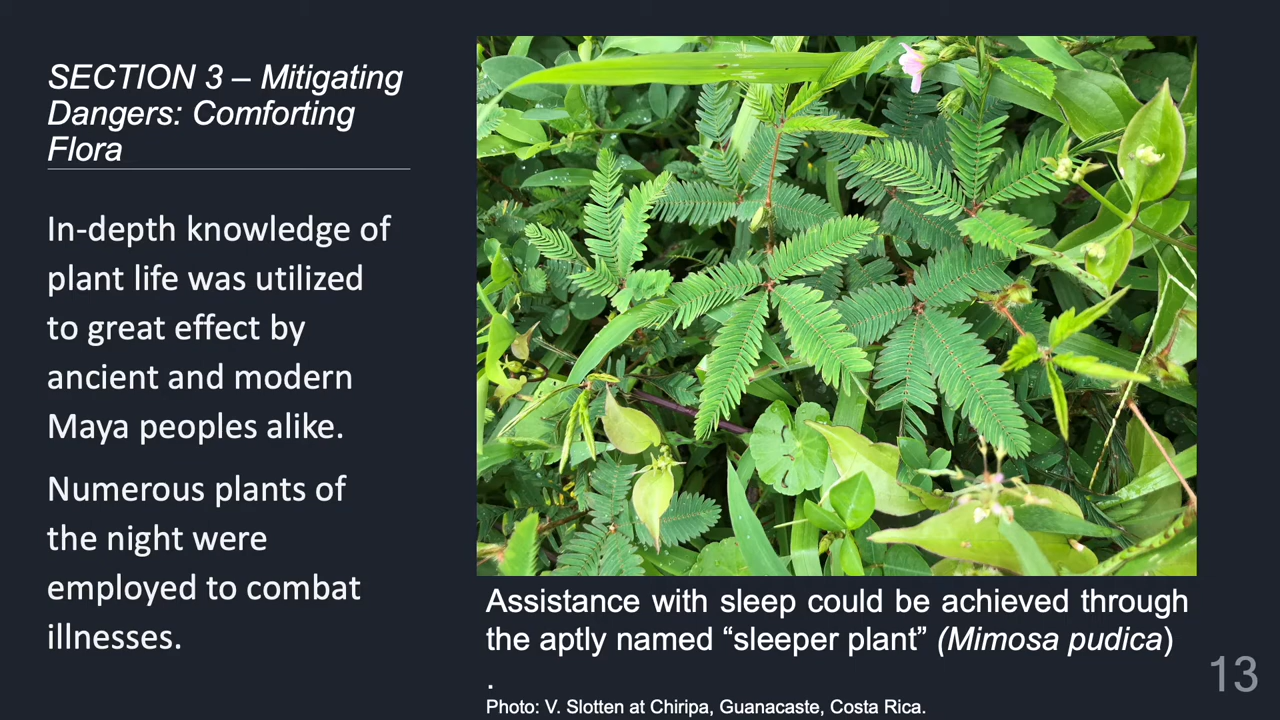 SECTION 3 – Mitigating
Dangers: Comforting
Flora
In-depth knowledge of
plant life was utilized
to great effect by
ancient and modern
Maya peoples alike.
Numerous plants of
the night were
employed to combat
illnesses.
Assistance with sleep could be achieved through
the aptly named “sleeper plant” (Mimosa pudica)
.
Photo: V. Slotten at Chiripa, Guanacaste, Costa Rica.
13